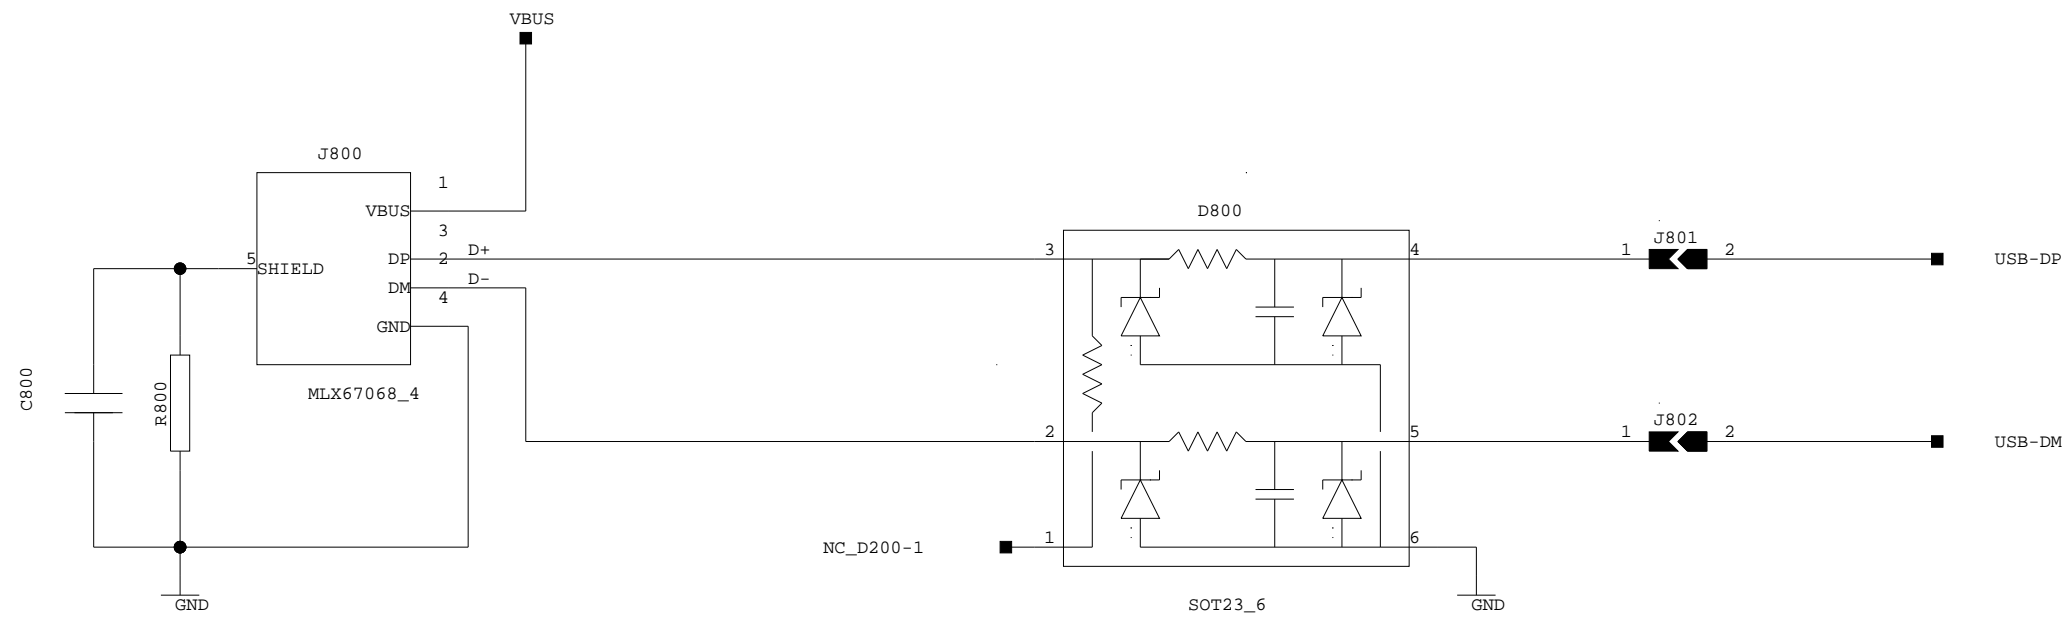 VBUS
J800
1
VBUS
3
D+
DP
2
5
SHIELD
D-
DM
4
GND
MLX67068_4
C800
R800
GND
D800
3
4
2
5
1
6
NC_D200-1
SOT23_6
GND
J801
1
2
USB-DP
J802
1
2
USB-DM